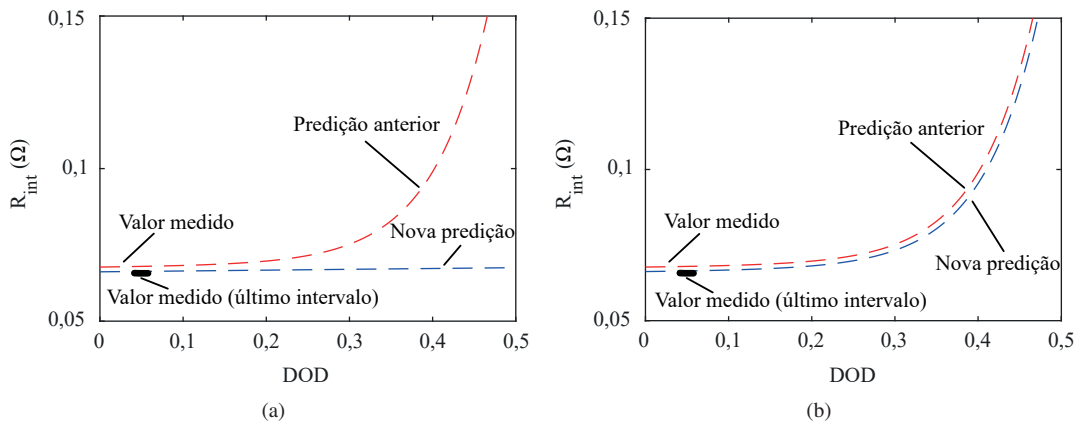 0,15
0,1
0,05
R_int (Ω)
Predição anterior
Valor medido
Nova predição
Valor medido (último intervalo)
0 0,1 0,2 0,3 0,4 0,5
DOD
(a)
0,15
0,1
0,05
R_int (Ω)
Predição anterior
Valor medido
Nova predição
Valor medido (último intervalo)
0 0,1 0,2 0,3 0,4 0,5
DOD
(b)